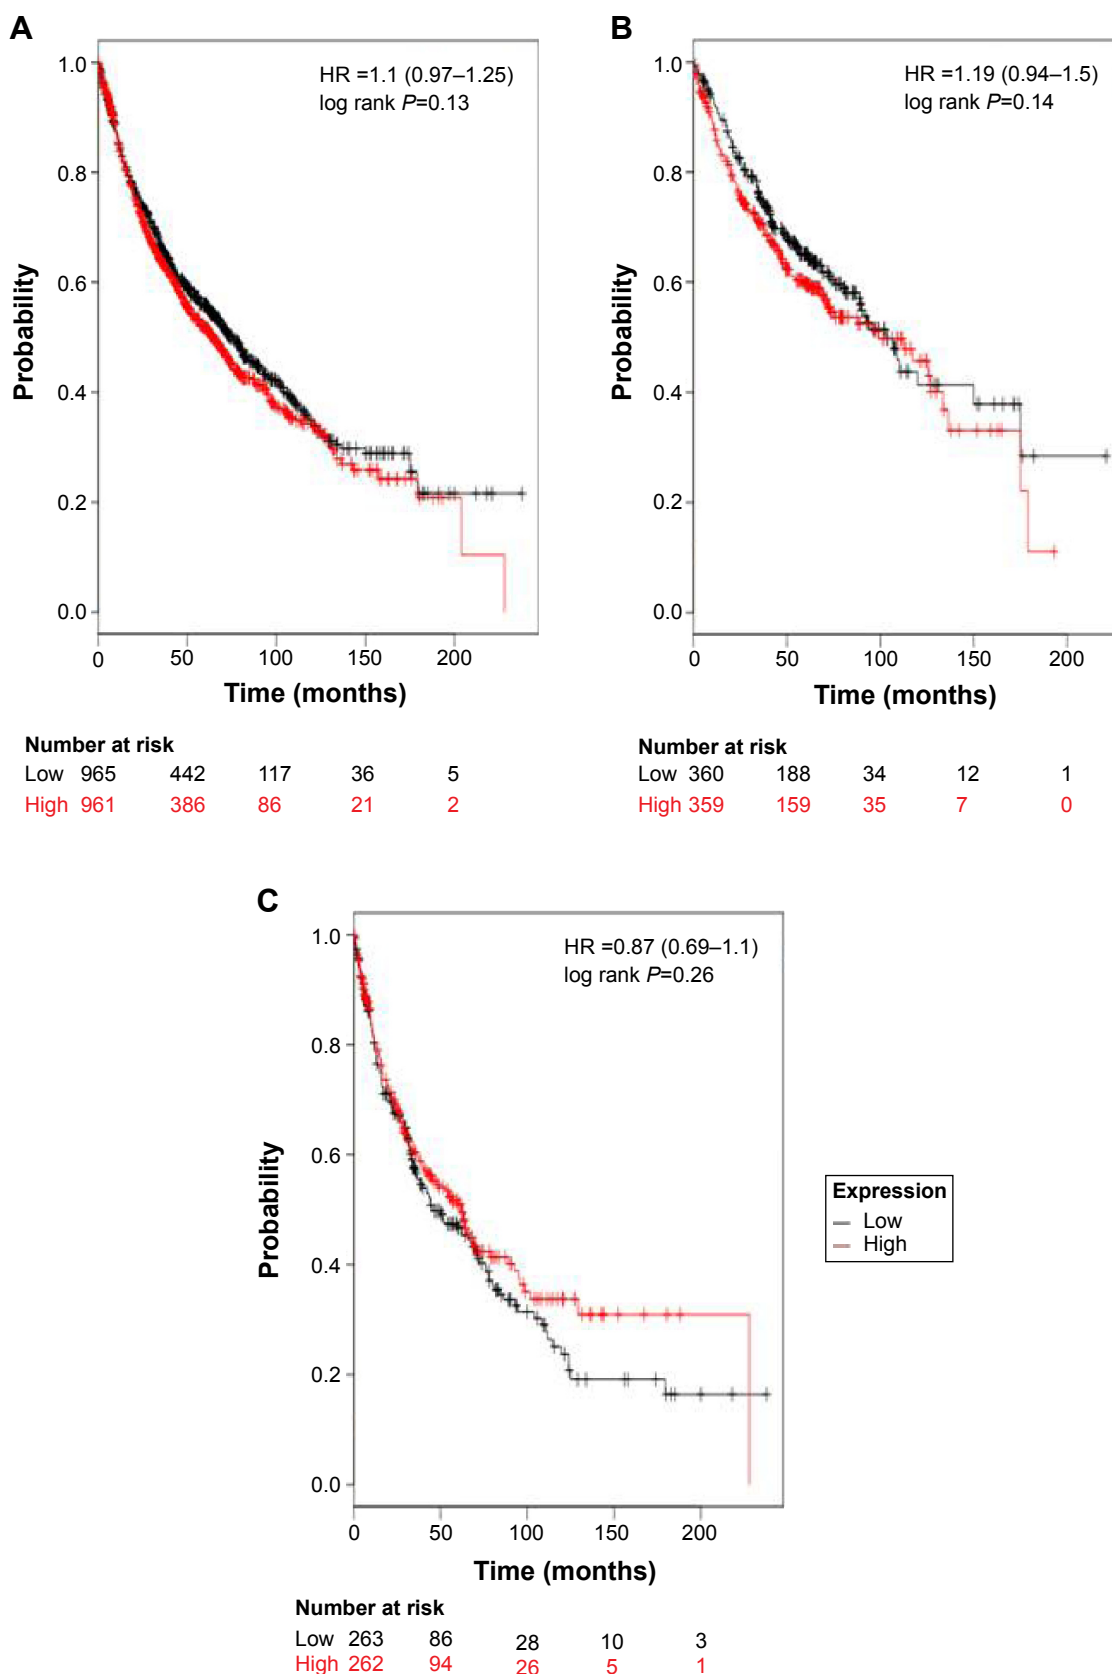 A
HR =1.1 (0.97–1.25)
log rank P=0.13
1.0
0.8
0.6
0.4
0.2
0.0
Probability
0 50 100 150 200
Time (months)
Number at risk
Low 965 442 117 36 5
High 961 386 86 21 2
B
HR =1.19 (0.94–1.5)
log rank P=0.14
1.0
0.8
0.6
0.4
0.2
0.0
Probability
0 50 100 150 200
Time (months)
Number at risk
Low 360 188 34 12 1
High 359 159 35 7 0
C
HR =0.87 (0.69–1.1)
log rank P=0.26
1.0
0.8
0.6
0.4
0.2
0.0
Probability
0 50 100 150 200
Time (months)
Number at risk
Low 263 86 28 10 3
High 262 94 26 5 1
Expression
Low
High